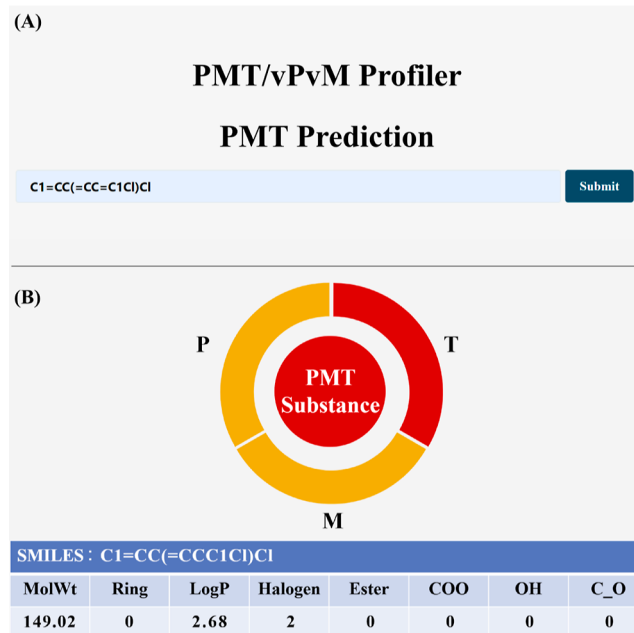 (A)
PMT/vPvM Profiler
PMT Prediction
C1=CC(=CC=C1Cl)Cl
Submit
(B)
P
T
PMT
Substance
M
SMILES: C1=CC(=CCC1Cl)Cl
MolWt Ring LogP Halogen Ester COO OH C_O
149.02 0 2.68 2 0 0 0 0